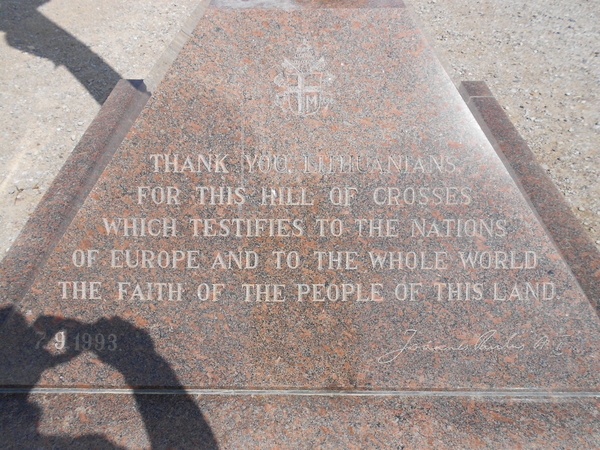 THANK YOU, LITHUANIANS,
FOR THIS HILL OF CROSSES
WHICH TESTIFIES TO THE NATIONS
OF EUROPE AND TO THE WHOLE WORLD
THE FAITH OF THE PEOPLE OF THIS LAND.
7.9.1993.
M